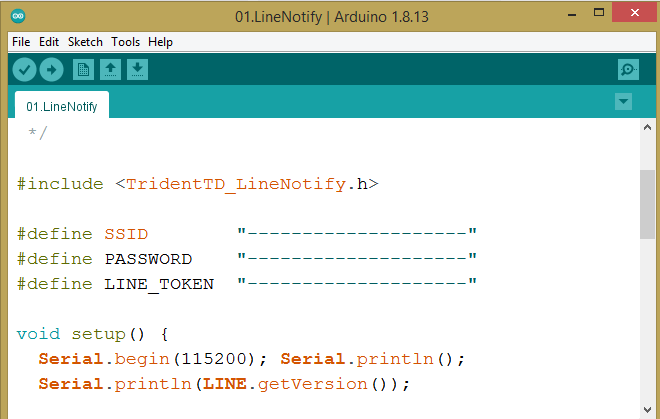 01.LineNotify | Arduino 1.8.13
File Edit Sketch Tools Help
01.LineNotify
*/
#include <TridentTD_LineNotify.h>
#define SSID "--------------------"
#define PASSWORD "--------------------"
#define LINE_TOKEN "--------------------"
void setup() {
Serial.begin(115200); Serial.println();
Serial.println(LINE.getVersion());